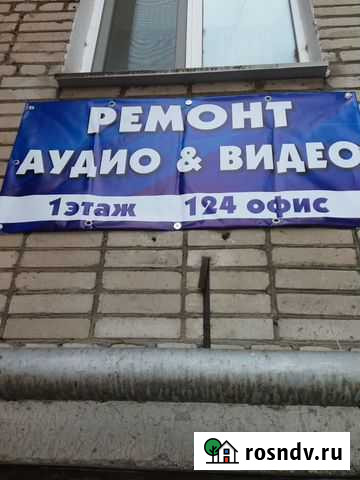 РЕМОНТ
АУДИО & ВИДЕО
1этаж 124 офис
rosndv.ru